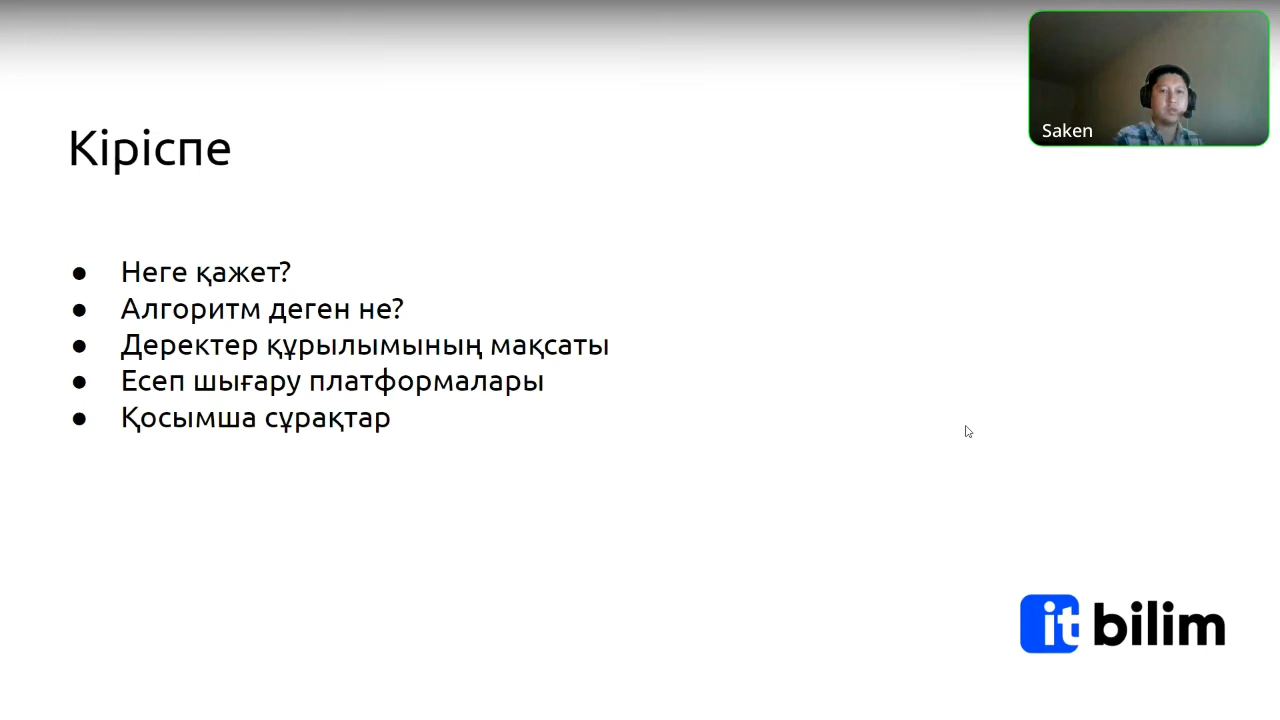 Saken
Кіріспе
● Неге қажет?
● Алгоритм деген не?
● Деректер құрылымының мақсаты
● Есеп шығару платформалары
● Қосымша сұрақтар
it bilim